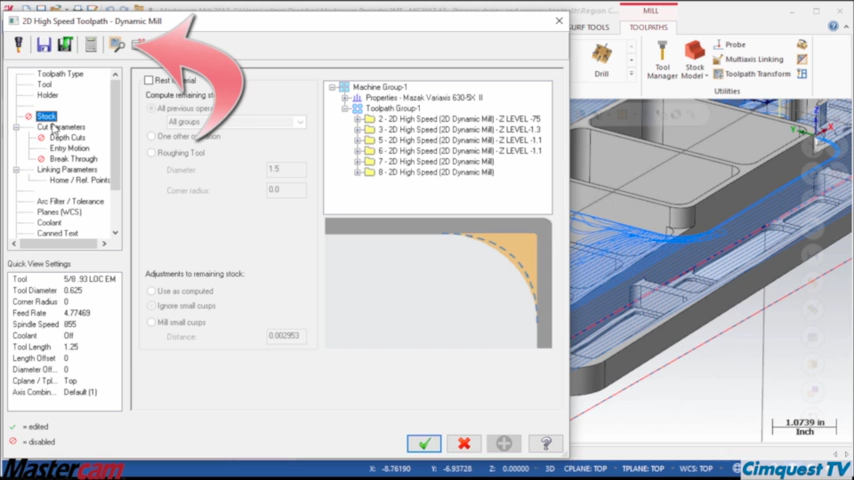 2D High Speed Toolpath - Dynamic Mill
MILL
SURF TOOLS
TOOLPATHS
Drill
Tool
Manager
Stock
Model
Probe
Multiaxis Linking
Toolpath Transform
Utilities
Toolpath Type
Tool
Holder
Stock
Cut Parameters
Depth Cuts
Entry Motion
Break Through
Linking Parameters
Home / Ref. Points
Arc Filter / Tolerance
Planes (WCS)
Coolant
Canned Text
Quick View Settings
Tool 5/8 .93 LOC EM
Tool Diameter 0.625
Corner Radius 0
Feed Rate 4.77469
Spindle Speed 855
Coolant Off
Tool Length 1.25
Length Offset 0
Diameter Off... 0
Cplane / Tpl... Top
Axis Combin... Default (1)
= edited
= disabled
Compute remaining
All previous
All groups
One other
Roughing Tool
Diameter: 1.5
Corner radius: 0.0
Adjustments to remaining stock:
Use as computed
Ignore small cusps
Mill small cusps
Distance: 0.002953
Machine Group-1
Properties - Mazak Variaxis 630-5X II
Toolpath Group-1
2 - 2D High Speed (2D Dynamic Mill) - Z LEVEL -.75
3 - 2D High Speed (2D Dynamic Mill) - Z LEVEL -1.3
5 - 2D High Speed (2D Dynamic Mill) - Z LEVEL -1.1
6 - 2D High Speed (2D Dynamic Mill) - Z LEVEL -1.1
7 - 2D High Speed (2D Dynamic Mill)
8 - 2D High Speed (2D Dynamic Mill)
1.0739 in
Inch
X: -8.76190 Y: -6.93728 Z: 0.00000 3D CPLANE: TOP TPLANE: TOP WCS: TOP
Mastercam
Cimquest TV